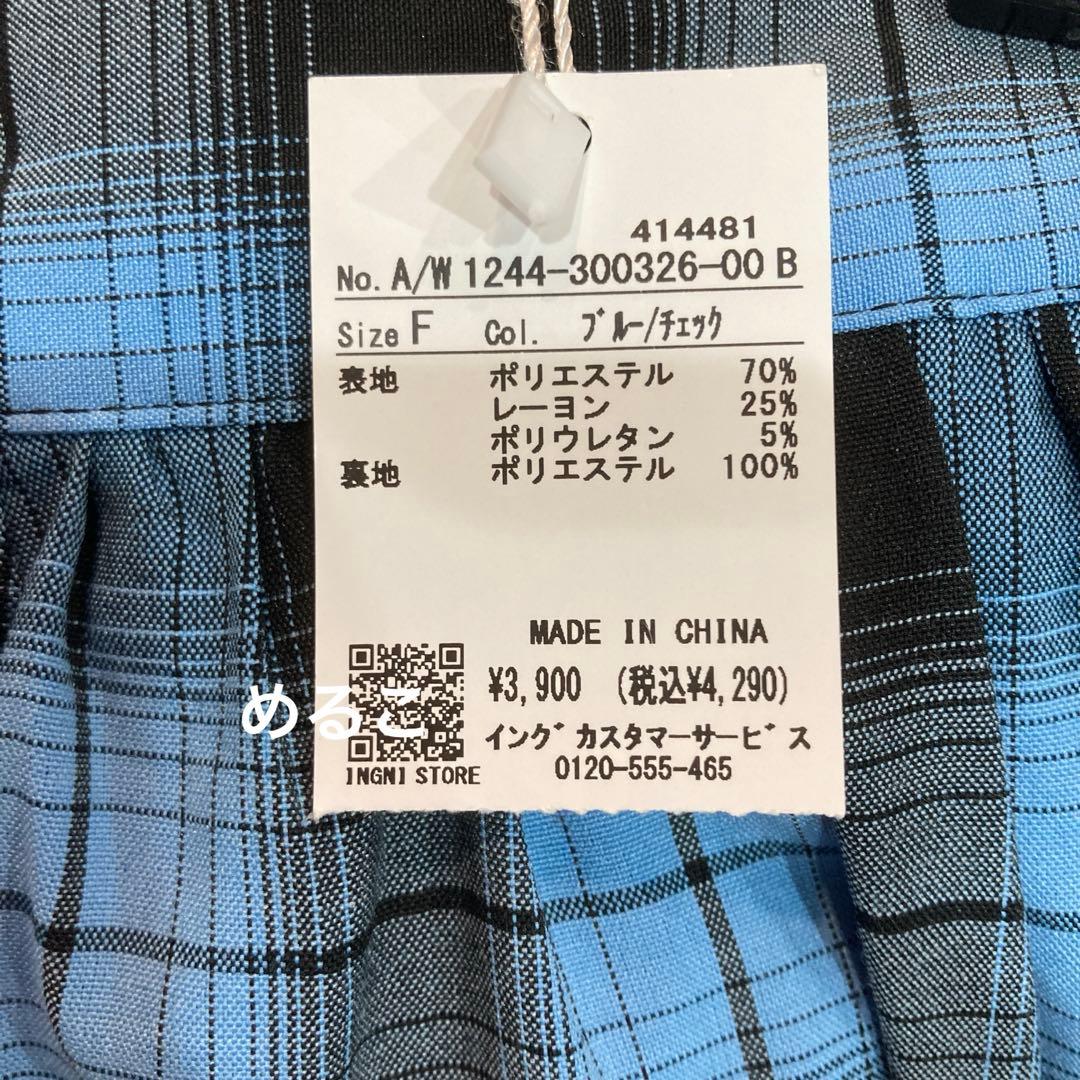 414481
No. A/W 1244-300326-00 B
Size F Col. ﾌﾞﾙｰ/ﾁｪｯｸ
表地 ポリエステル 70%
レーヨン 25%
ポリウレタン 5%
裏地 ポリエステル 100%
MADE IN CHINA
¥3,900 (税込¥4,290)
イングﾞカスタマーサービﾞス
0120-555-465
INGNI STORE
めるこ